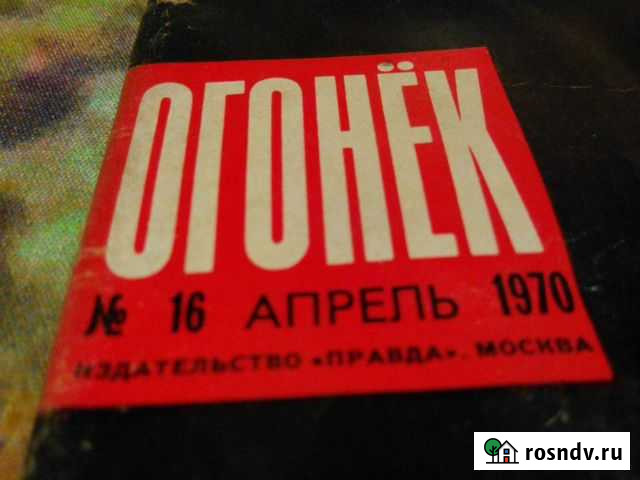 ОГОНЁК
№ 16 АПРЕЛЬ 1970
ИЗДАТЕЛЬСТВО «ПРАВДА». МОСКВА
rosndv.ru